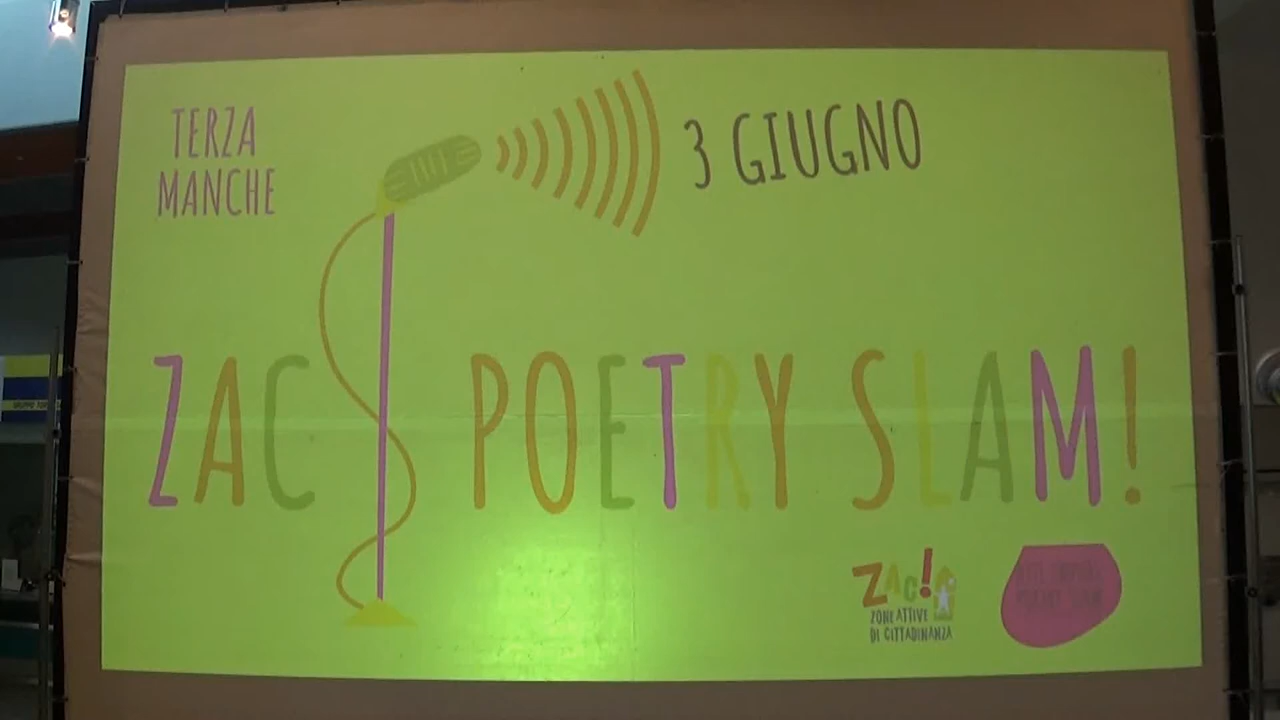 TERZA
MANCHE
3 GIUGNO
ZAC POETRY SLAM!
ZAC!
ZONE ATTIVE
DI CITTADINANZA